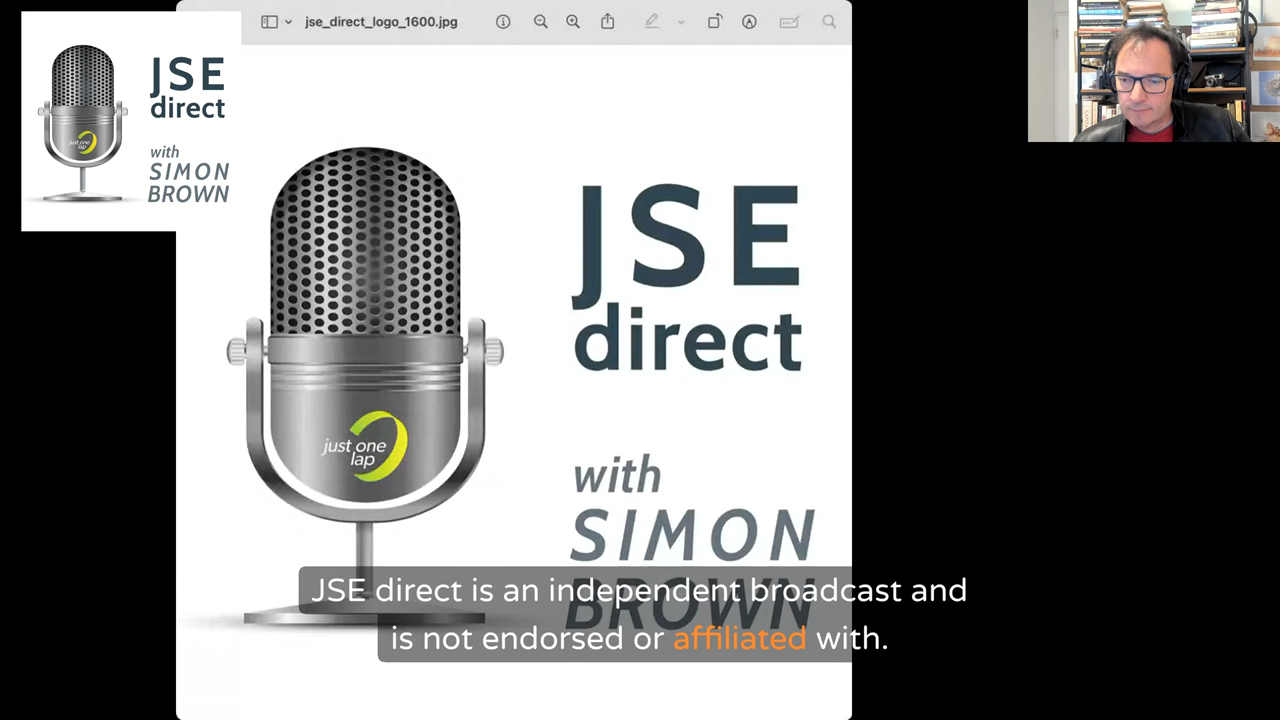 jse_direct_logo_1600.jpg
JSE
direct
with
SIMON
BROWN
just one
lap
JSE
direct
just one
lap
with
SIMON
BROWN
JSE direct is an independent broadcast and
is not endorsed or affiliated with.